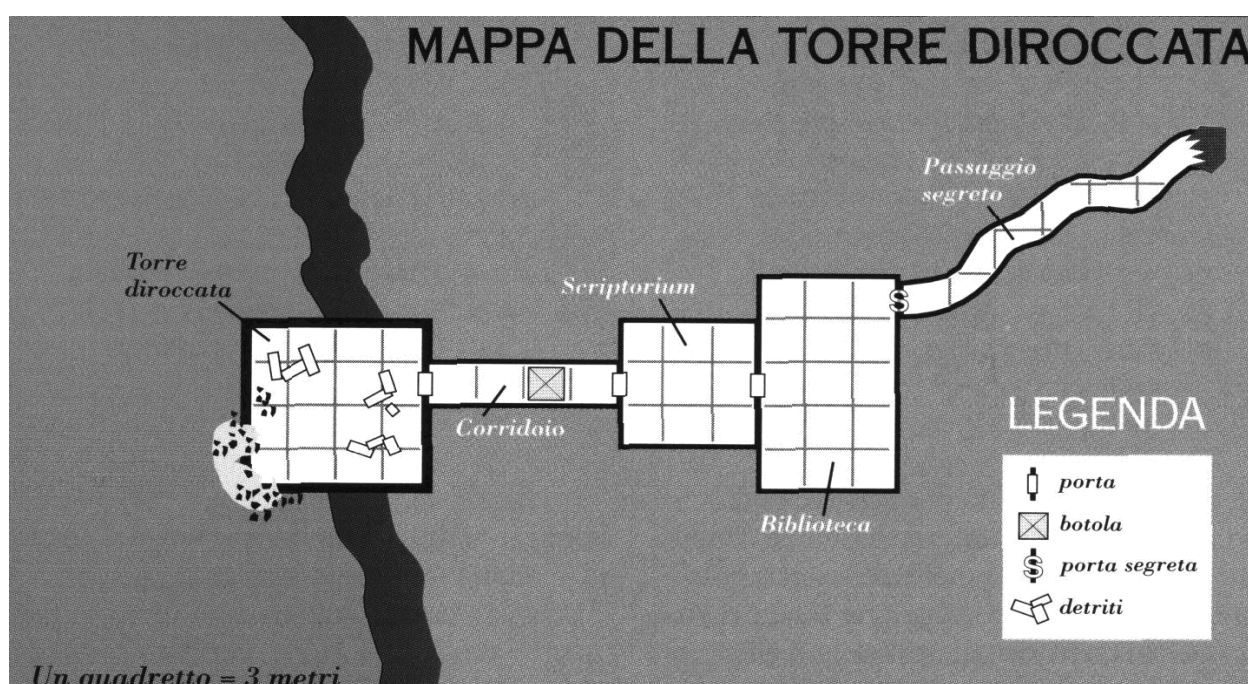 MAPPA DELLA TORRE DIROCCATA
Passaggio
segreto
Torre
diroccata
Scriptorium
S
Corridoio
Biblioteca
LEGENDA
porta
botola
S porta segreta
detriti
Un quadretto = 3 metri